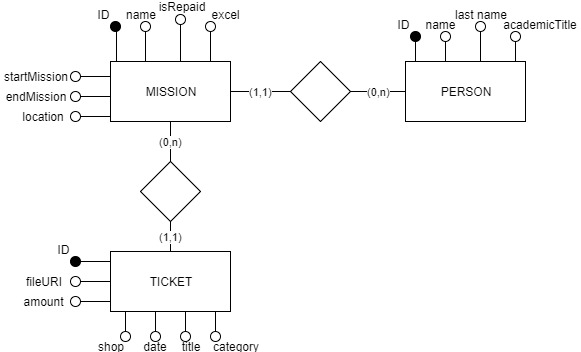 ID name isRepaid excel
ID name last name academicTitle
startMission
endMission
location
MISSION
(1,1)
(0,n)
PERSON
(0,n)
(1,1)
ID
fileURI
amount
TICKET
shop date title category